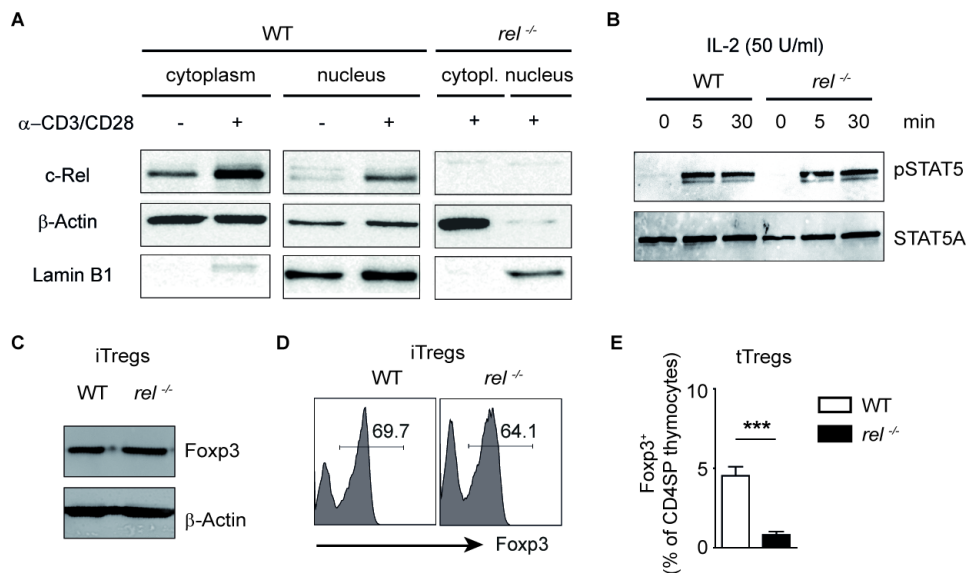 A
WT
rel -/-
cytoplasm
nucleus
cytopl.
nucleus
α–CD3/CD28
-
+
-
+
+
+
c-Rel
β-Actin
Lamin B1
B
IL-2 (50 U/ml)
WT
rel -/-
0 5 30 0 5 30 min
pSTAT5
STAT5A
C
iTregs
WT rel -/-
Foxp3
β-Actin
D
iTregs
WT
rel -/-
69.7
64.1
Foxp3
E
tTregs
Foxp3+
(% of CD4SP thymocytes)
10
5
0
***
WT
rel -/-